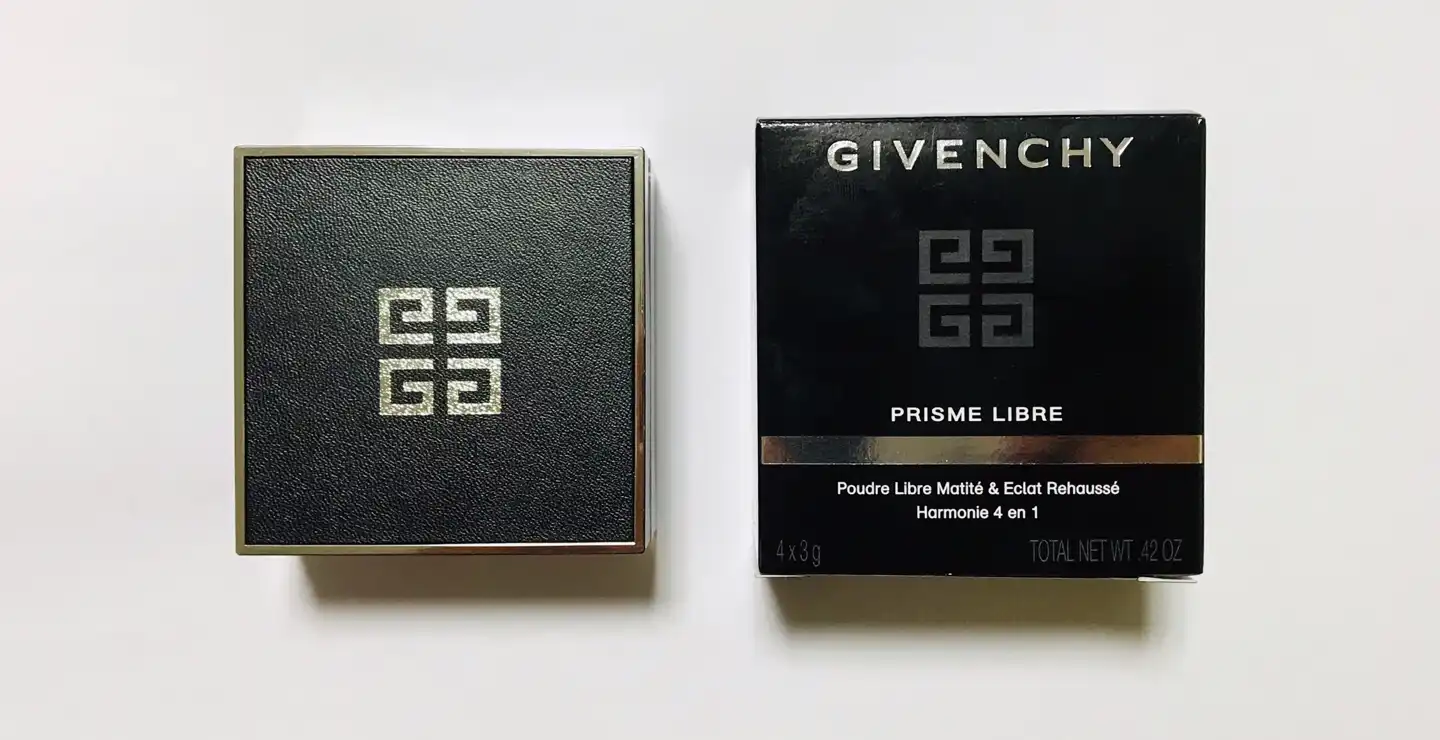 GIVENCHY
PRISME LIBRE
Poudre Libre Matité & Eclat Rehaussé
Harmonie 4 en 1
4 x 3 g
TOTAL NET WT .42 OZ